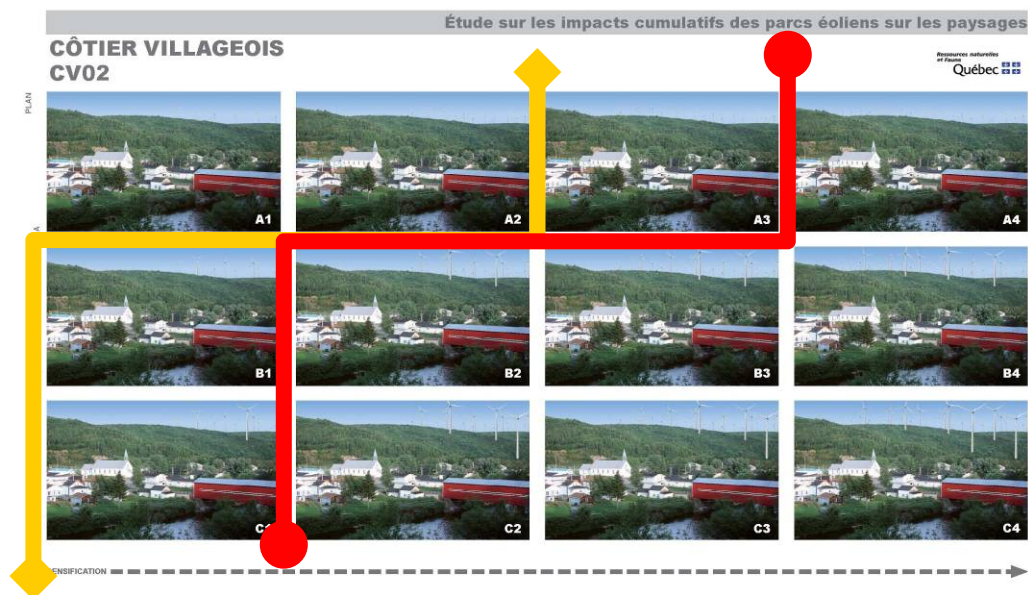 Étude sur les impacts cumulatifs des parcs éoliens sur les paysages
CÔTIER VILLAGEOIS
CV02
Ressources naturelles
et Faune
Québec
PLAN
A1
A2
A3
A4
A
B1
B2
B3
B4
C1
C2
C3
C4
ENSIFICATION